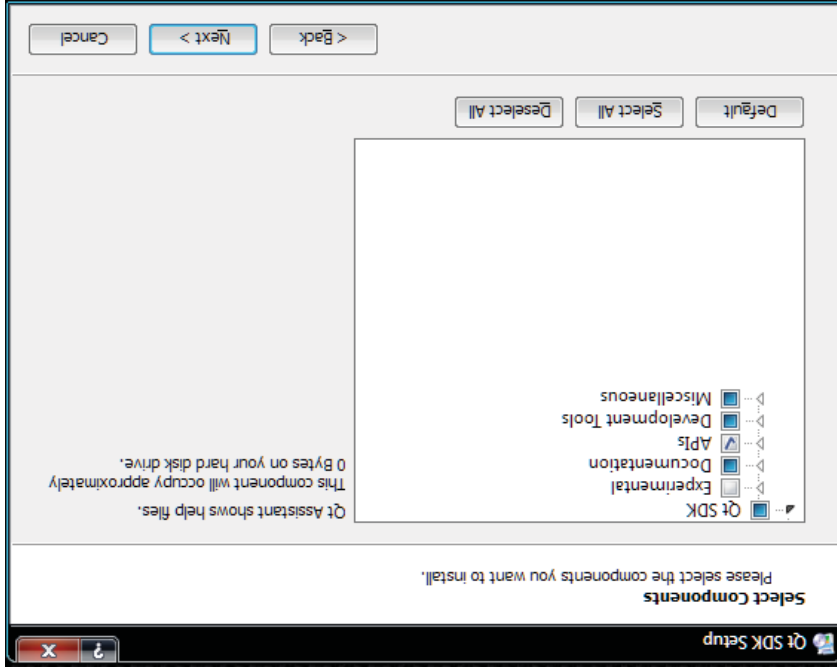 Qt SDK Setup
? X
Select Components
Please select the components you want to install.
Qt SDK
Experimental
Documentation
APIs
Development Tools
Miscellaneous
Qt Assistant shows help files.
This component will occupy approximately
0 Bytes on your hard disk drive.
Default
Select All
Deselect All
< Back
Next >
Cancel